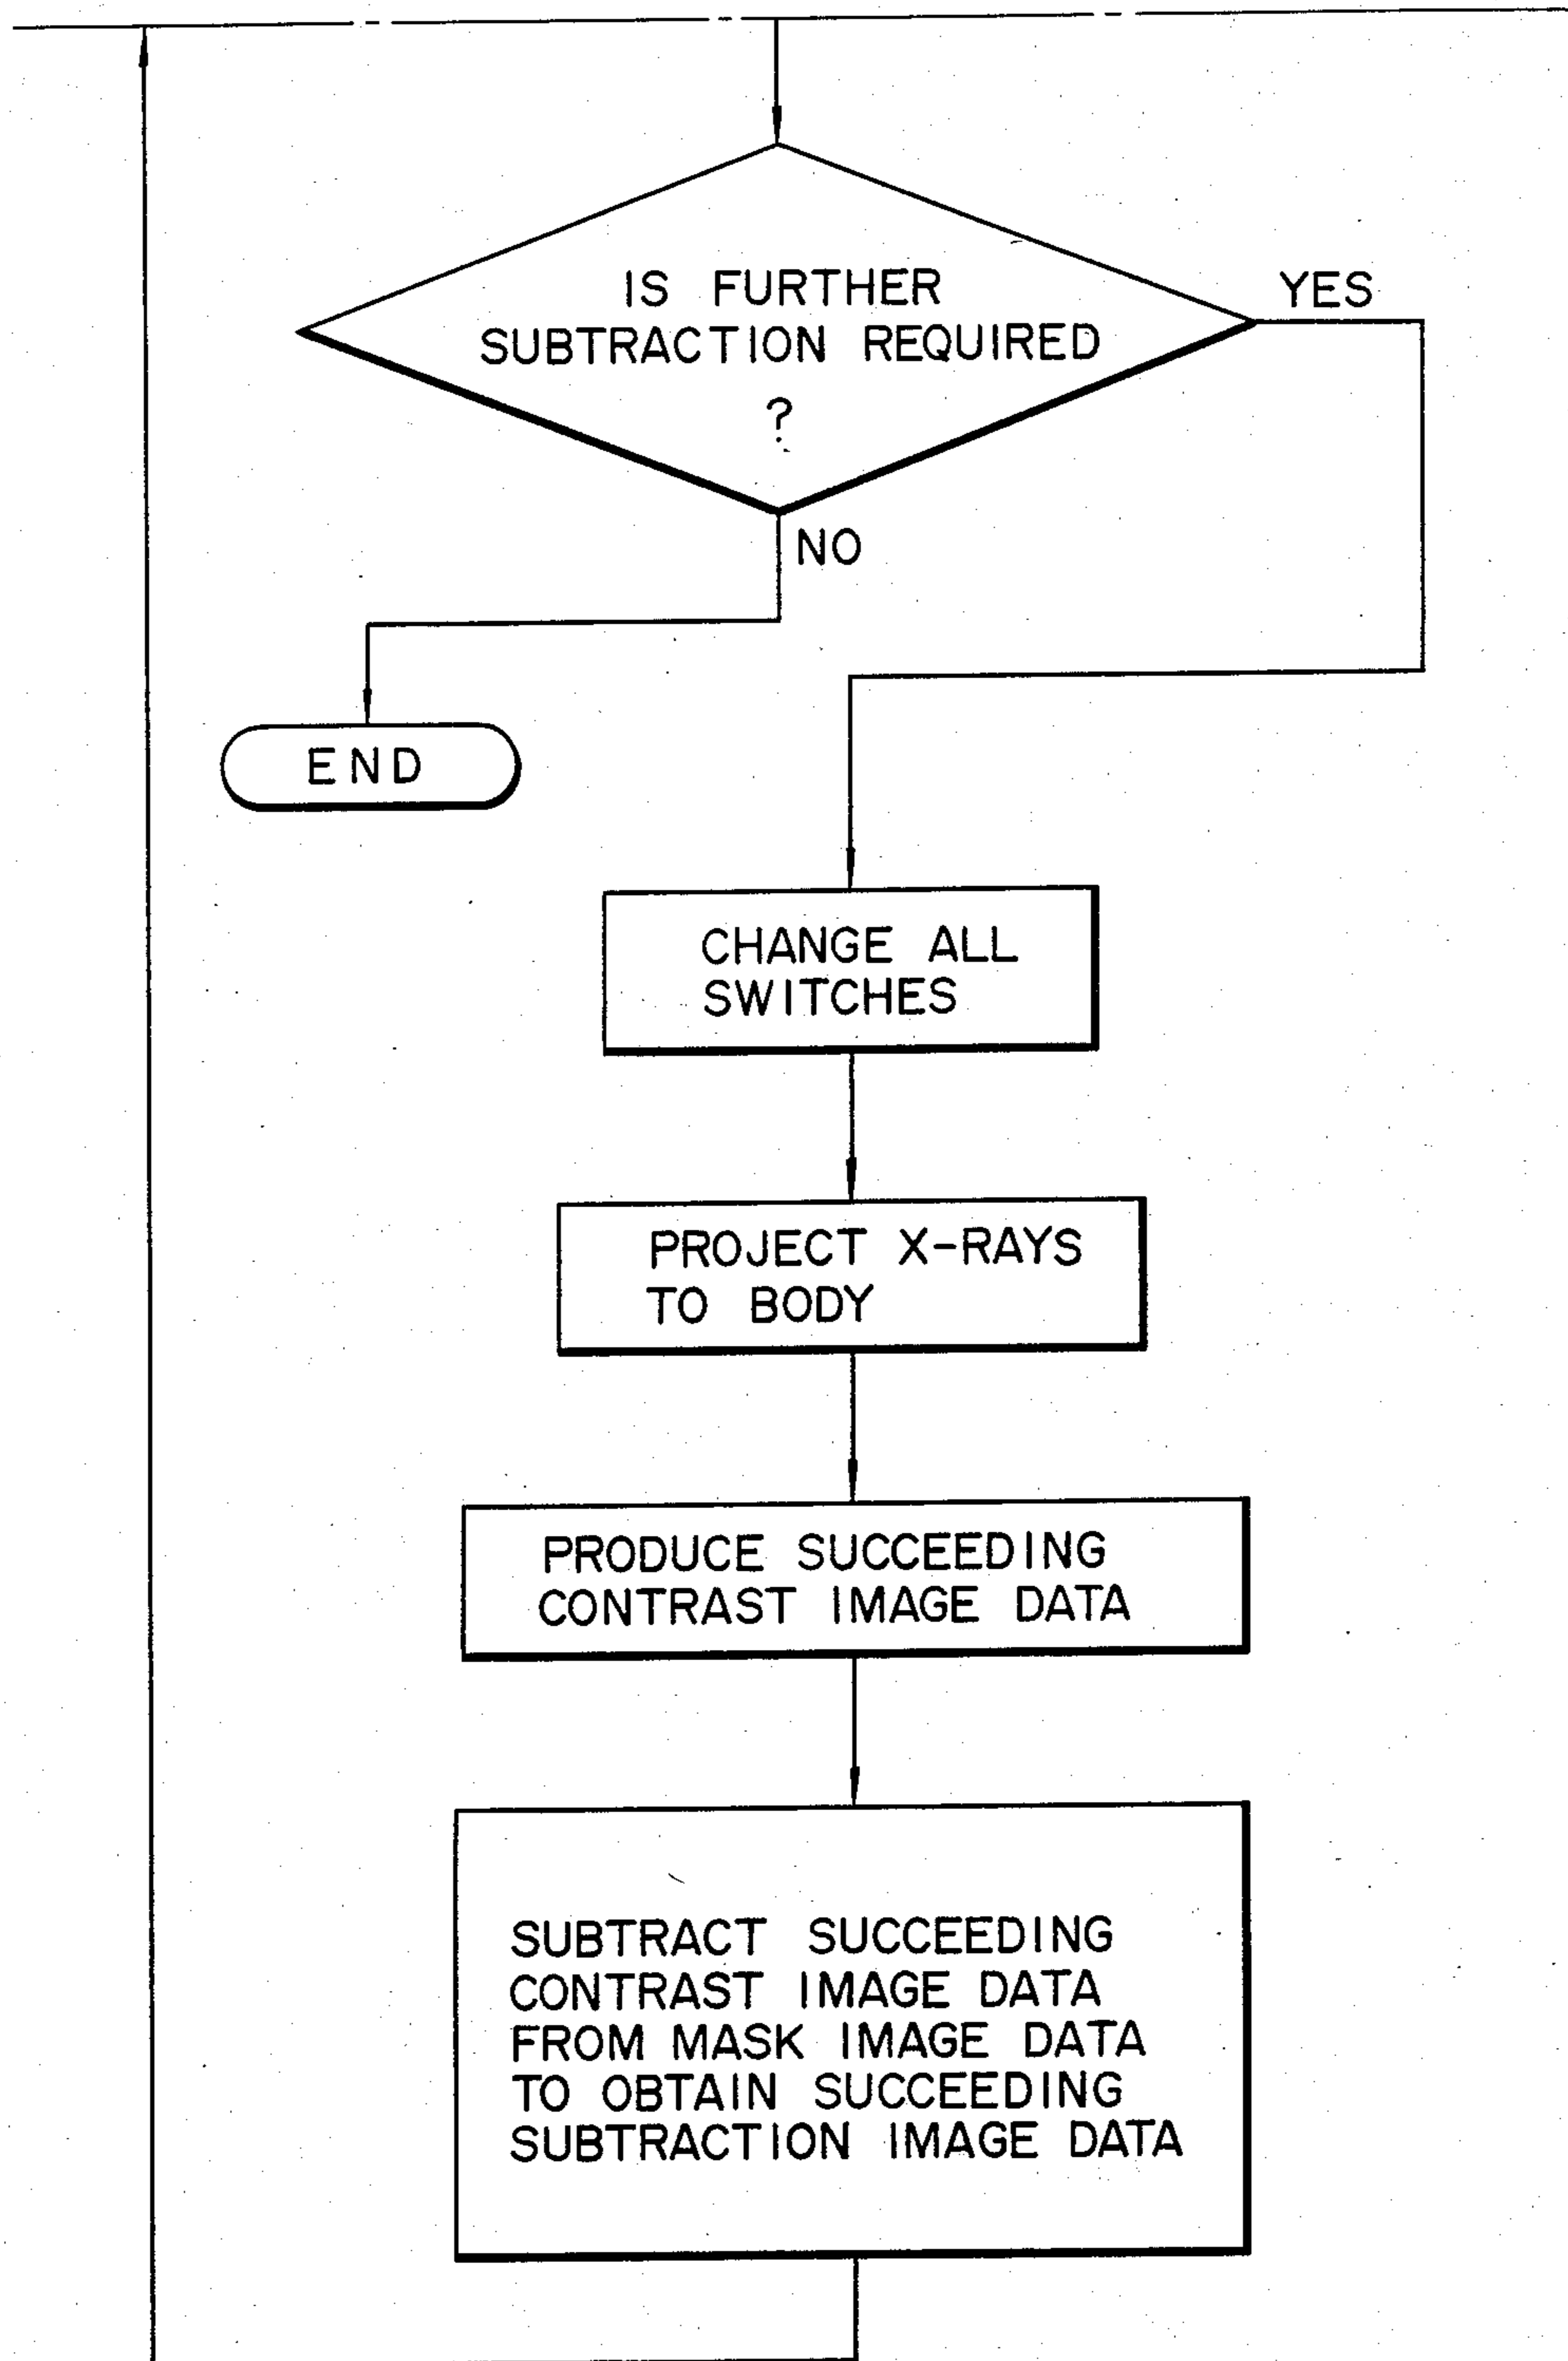 IS FURTHER
SUBTRACTION REQUIRED
?
YES
NO
END
CHANGE ALL
SWITCHES
PROJECT X-RAYS
TO BODY
PRODUCE SUCCEEDING
CONTRAST IMAGE DATA
SUBTRACT SUCCEEDING
CONTRAST IMAGE DATA
FROM MASK IMAGE DATA
TO OBTAIN SUCCEEDING
SUBTRACTION IMAGE DATA